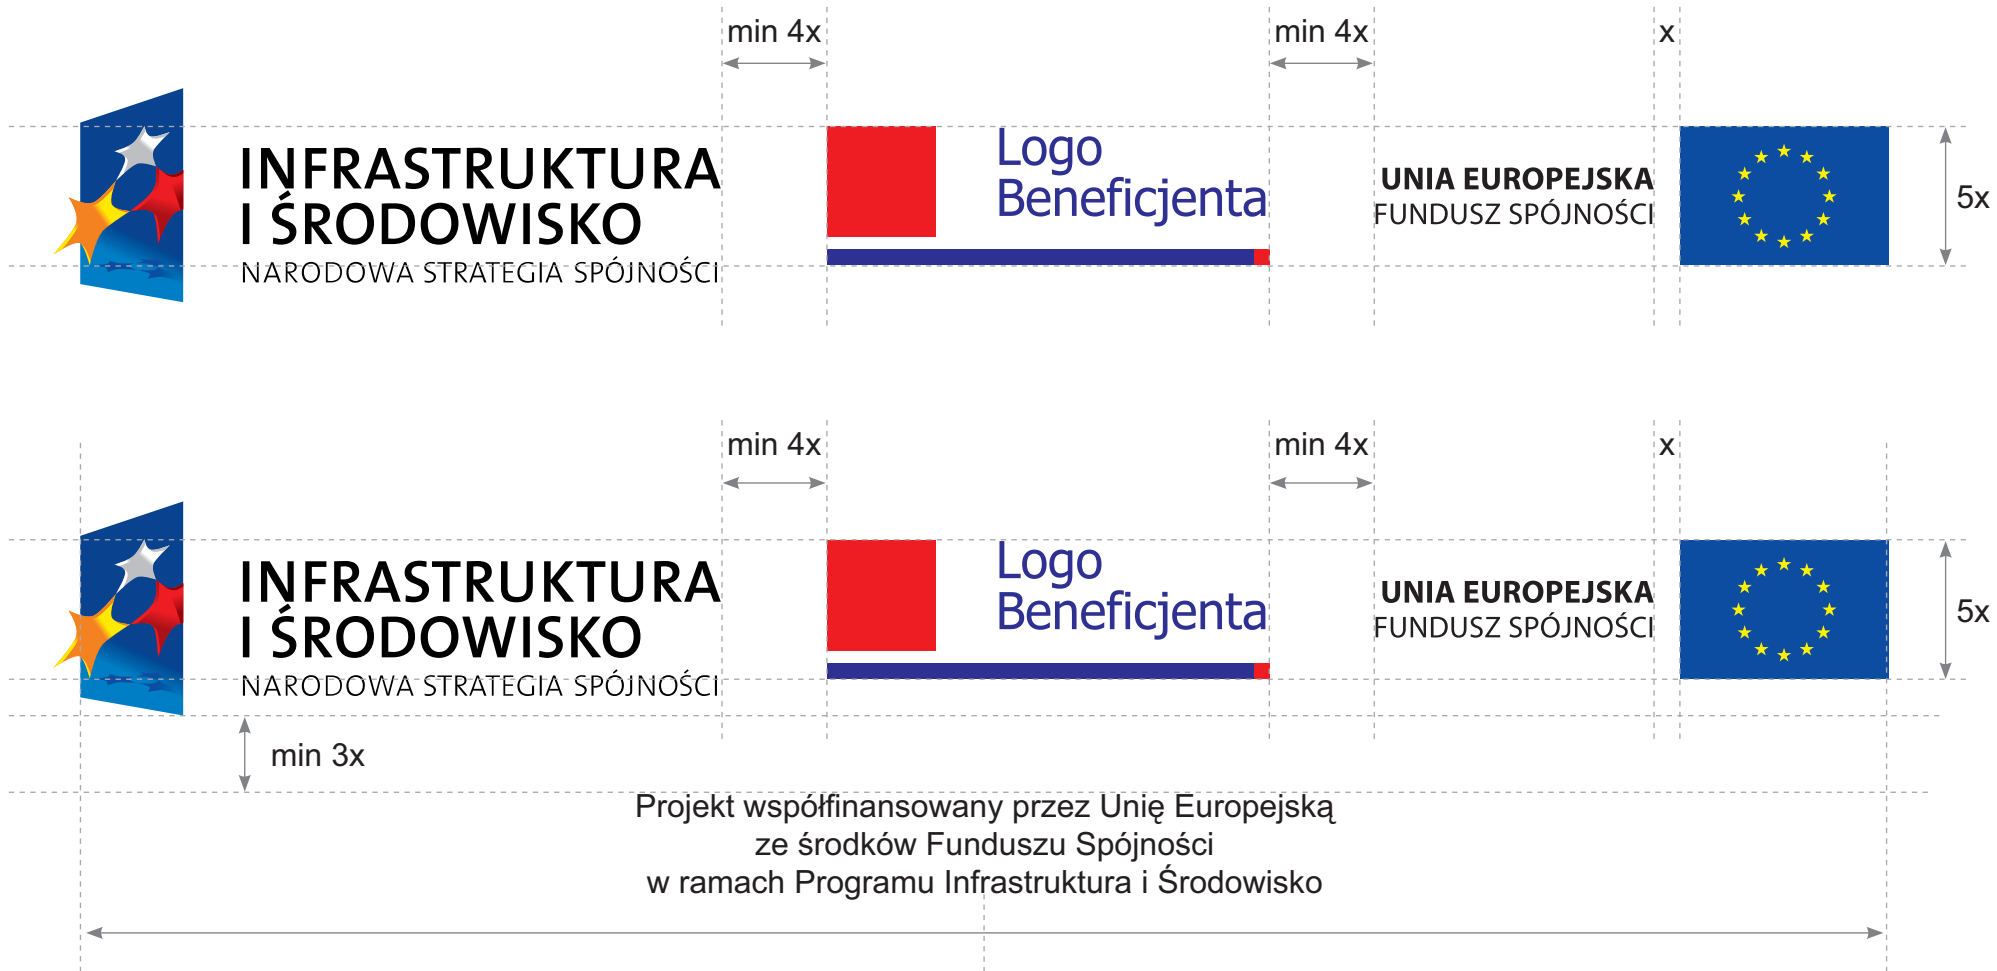 min 4x
min 4x
x
INFRASTRUKTURA
I ŚRODOWISKO
NARODOWA STRATEGIA SPÓJNOŚCI
Logo
Beneficjenta
UNIA EUROPEJSKA
FUNDUSZ SPÓJNOŚCI
5x
min 4x
min 4x
x
INFRASTRUKTURA
I ŚRODOWISKO
NARODOWA STRATEGIA SPÓJNOŚCI
Logo
Beneficjenta
UNIA EUROPEJSKA
FUNDUSZ SPÓJNOŚCI
5x
min 3x
Projekt współfinansowany przez Unię Europejską
ze środków Funduszu Spójności
w ramach Programu Infrastruktura i Środowisko